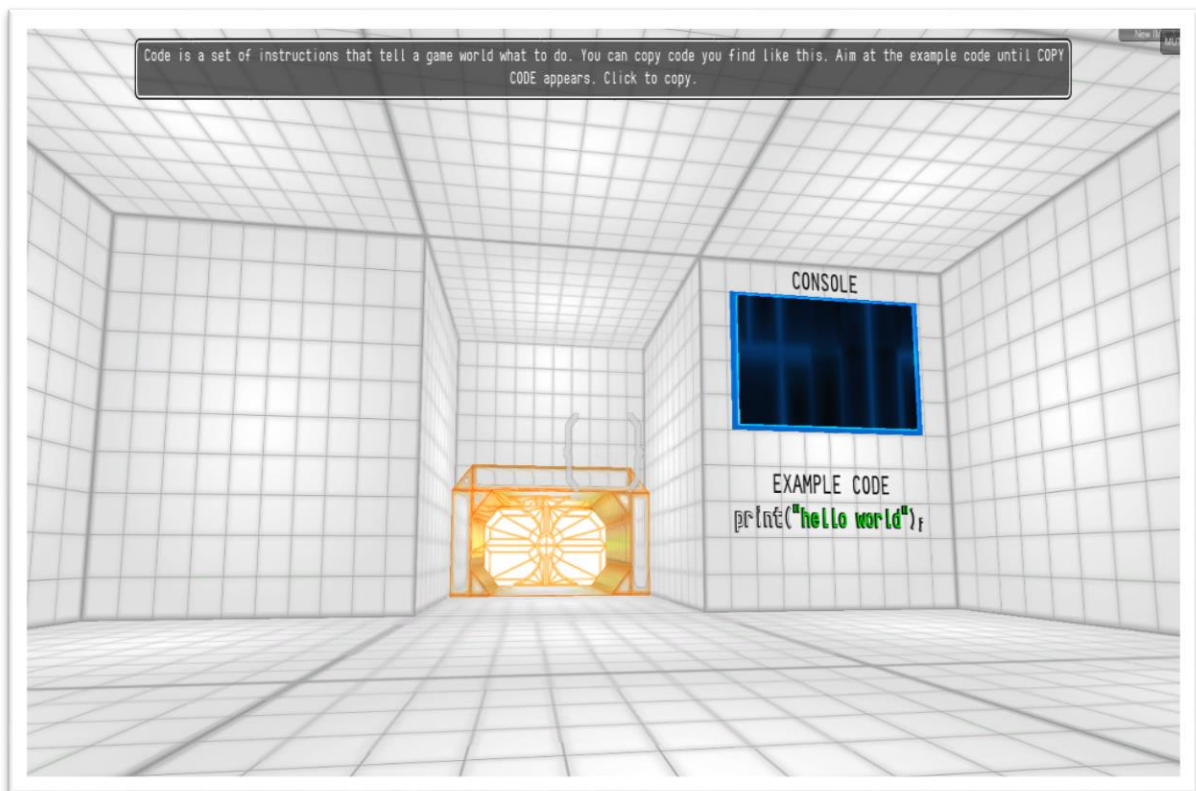 New
MUT
Code is a set of instructions that tell a game world what to do. You can copy code you find like this. Aim at the example code until COPY
CODE appears. Click to copy.
CONSOLE
EXAMPLE CODE
print("hello world");